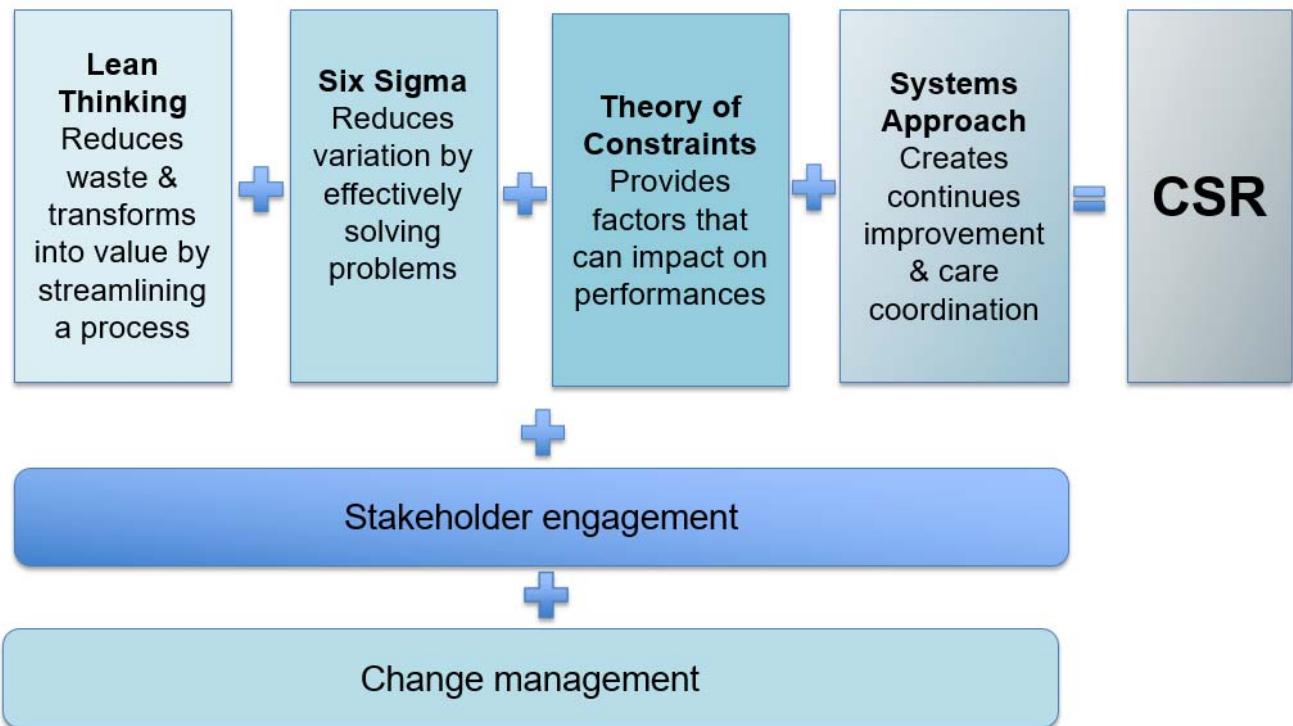 Lean
Thinking
Reduces
waste &
transforms
into value by
streamlining
a process
Six Sigma
Reduces
variation by
effectively
solving
problems
Theory of
Constraints
Provides
factors that
can impact on
performances
Systems
Approach
Creates
continues
improvement
& care
coordination
CSR
Stakeholder engagement
Change management